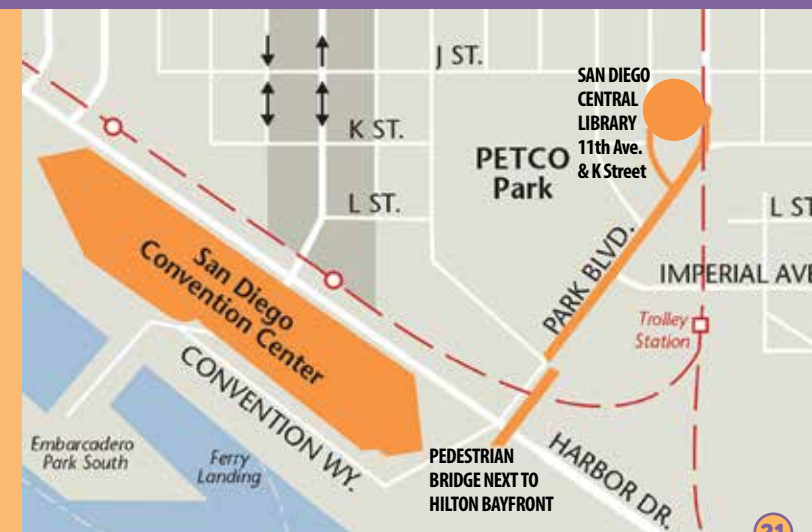 J ST.
SAN DIEGO
CENTRAL
LIBRARY
11th Ave.
& K Street
K ST.
PETCO
Park
L ST.
L ST
PARK BLVD.
IMPERIAL AVE
San Diego
Convention Center
Trolley
Station
CONVENTION WY.
Embarcadero
Park South
Ferry
Landing
PEDESTRIAN
BRIDGE NEXT TO
HILTON BAYFRONT
HARBOR DR.
21